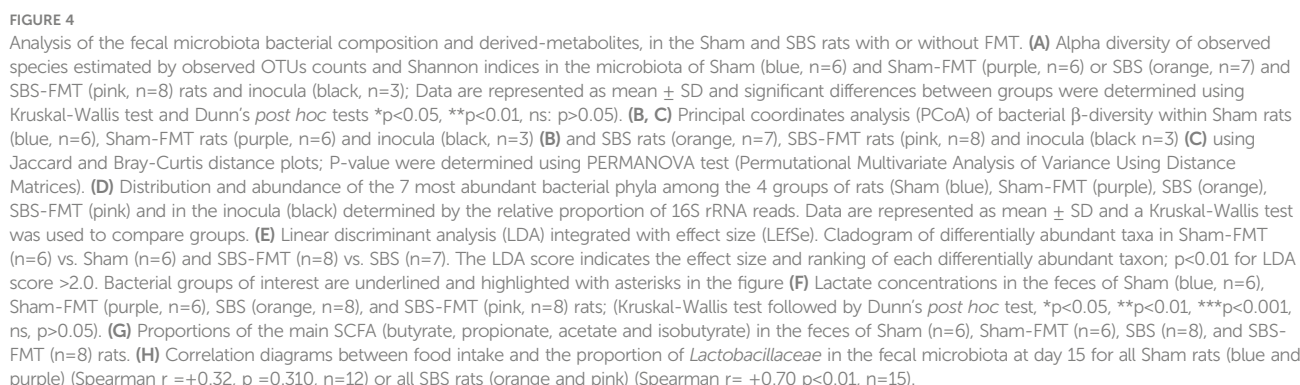 FIGURE 4
Analysis of the fecal microbiota bacterial composition and derived-metabolites, in the Sham and SBS rats with or without FMT. (A) Alpha diversity of observed
species estimated by observed OTUs counts and Shannon indices in the microbiota of Sham (blue, n=6) and Sham-FMT (purple, n=6) or SBS (orange, n=7) and
SBS-FMT (pink, n=8) rats and inocula (black, n=3); Data are represented as mean ± SD and significant differences between groups were determined using
Kruskal-Wallis test and Dunn's post hoc tests *p<0.05, **p<0.01, ns: p>0.05). (B, C) Principal coordinates analysis (PCoA) of bacterial β-diversity within Sham rats
(blue, n=6), Sham-FMT rats (purple, n=6) and inocula (black, n=3) (B) and SBS rats (orange, n=7), SBS-FMT rats (pink, n=8) and inocula (black n=3) (C) using
Jaccard and Bray-Curtis distance plots; P-value were determined using PERMANOVA test (Permutational Multivariate Analysis of Variance Using Distance
Matrices). (D) Distribution and abundance of the 7 most abundant bacterial phyla among the 4 groups of rats (Sham (blue), Sham-FMT (purple), SBS (orange),
SBS-FMT (pink) and in the inocula (black) determined by the relative proportion of 16S rRNA reads. Data are represented as mean ± SD and a Kruskal-Wallis test
was used to compare groups. (E) Linear discriminant analysis (LDA) integrated with effect size (LEfSe). Cladogram of differentially abundant taxa in Sham-FMT
(n=6) vs. Sham (n=6) and SBS-FMT (n=8) vs. SBS (n=7). The LDA score indicates the effect size and ranking of each differentially abundant taxon; p<0.01 for LDA
score >2.0. Bacterial groups of interest are underlined and highlighted with asterisks in the figure (F) Lactate concentrations in the feces of Sham (blue, n=6),
Sham-FMT (purple, n=6), SBS (orange, n=8), and SBS-FMT (pink, n=8) rats; (Kruskal-Wallis test followed by Dunn's post hoc test, *p<0.05, **p<0.01, ***p<0.001,
ns, p>0.05). (G) Proportions of the main SCFA (butyrate, propionate, acetate and isobutyrate) in the feces of Sham (n=6), Sham-FMT (n=6), SBS (n=8), and SBS-
FMT (n=8) rats. (H) Correlation diagrams between food intake and the proportion of Lactobacillaceae in the fecal microbiota at day 15 for all Sham rats (blue and
purple) (Spearman r =+0.32, p =0.310, n=12) or all SBS rats (orange and pink) (Spearman r= +0.70 p<0.01, n=15).